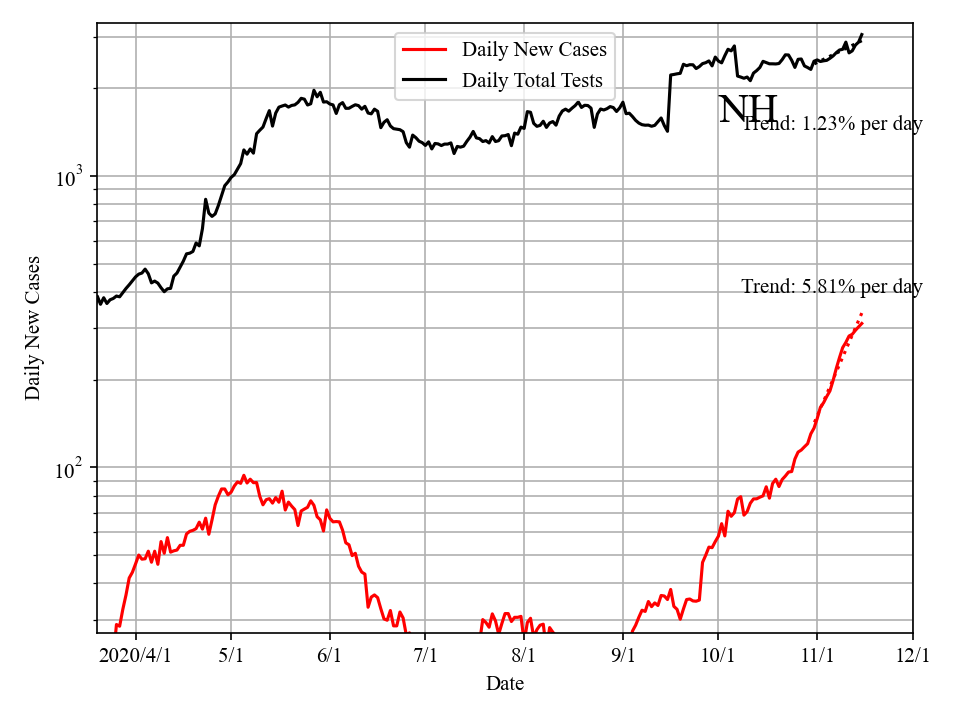 Daily New Cases
Daily Total Tests
NH
Trend: 1.23% per day
10³
Trend: 5.81% per day
Daily New Cases
10²
2020/4/1 5/1 6/1 7/1 8/1 9/1 10/1 11/1 12/1
Date